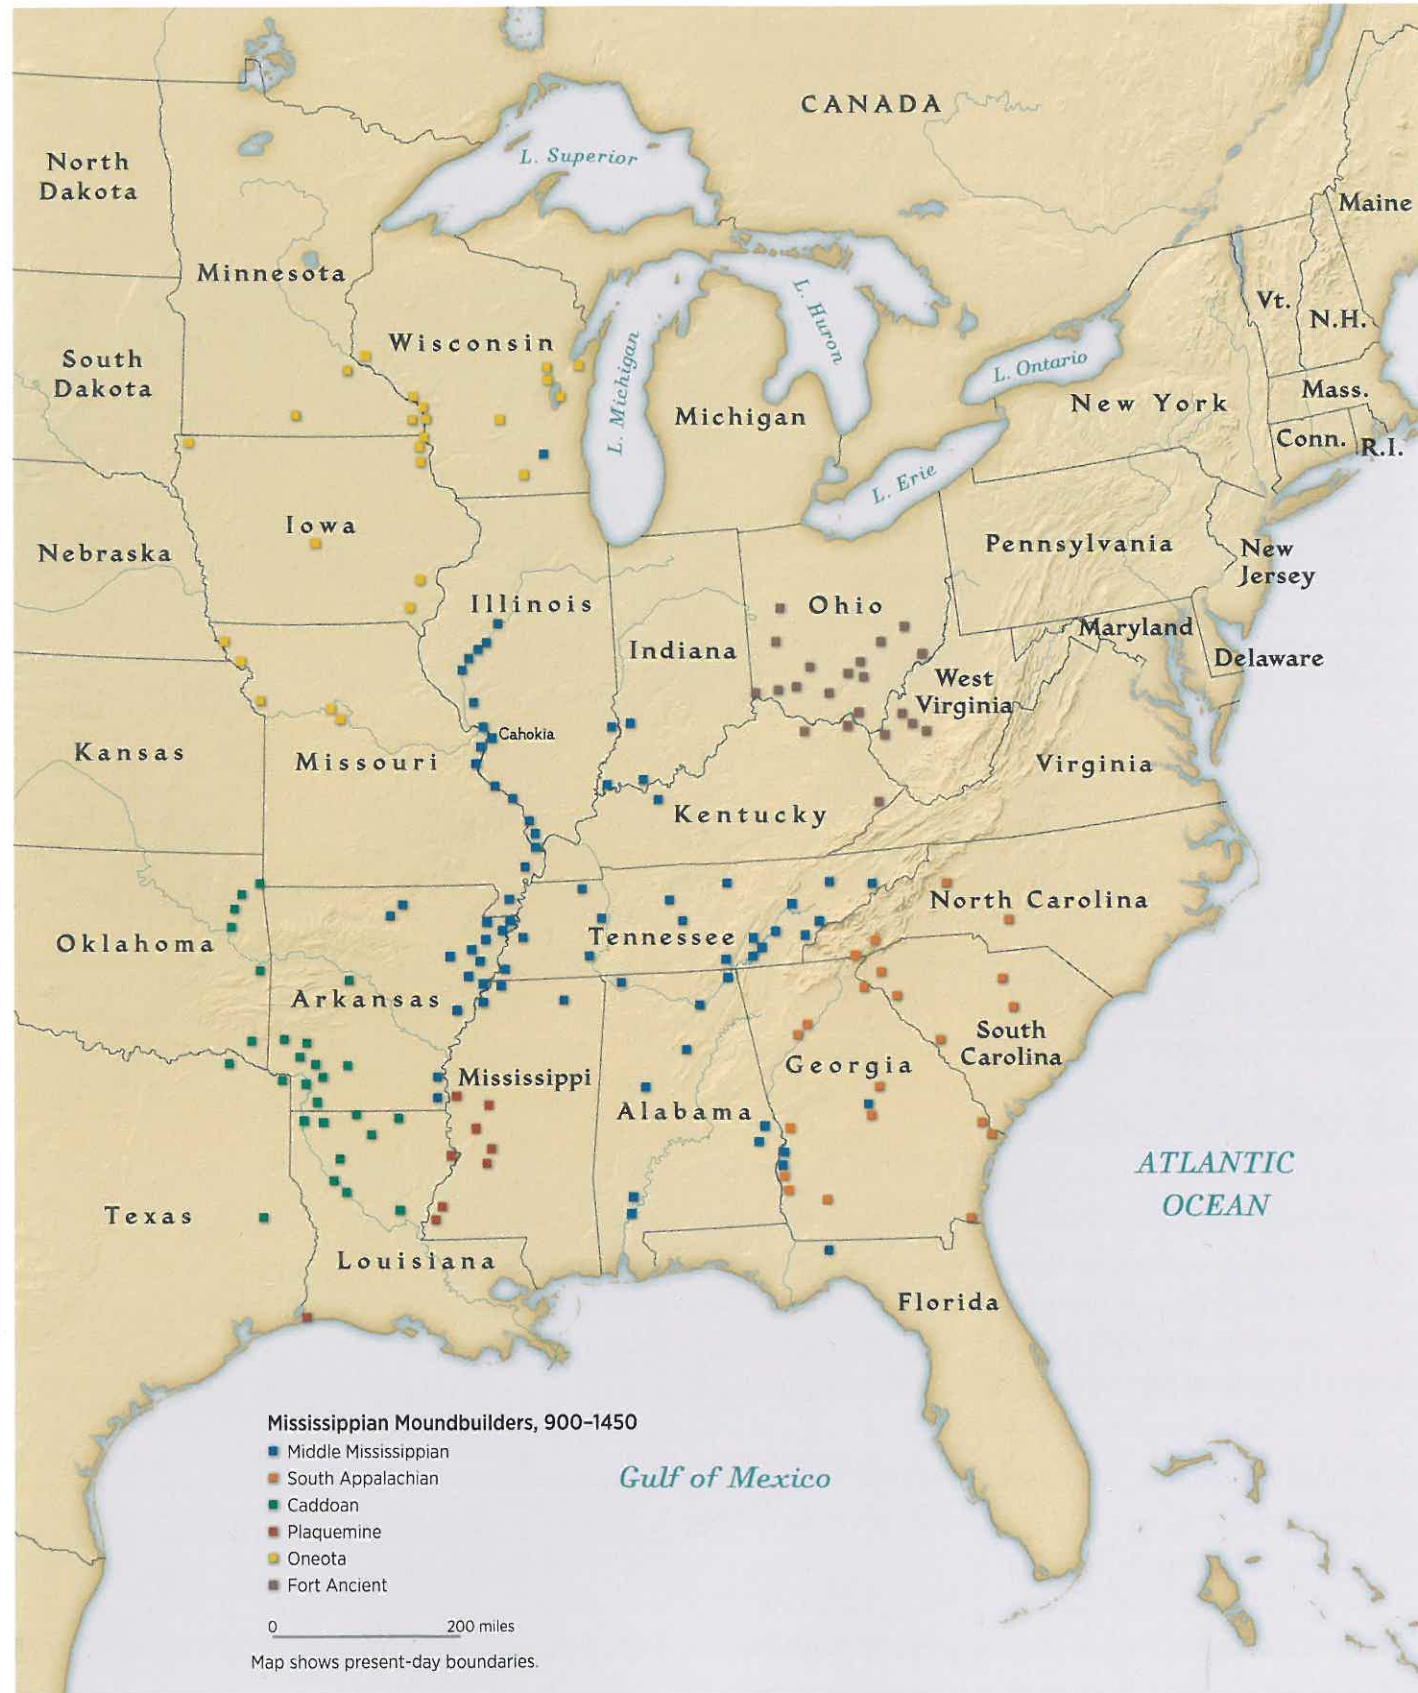 CANADA
North
Dakota
L. Superior
Maine
Minnesota
Vt.
N.H.
Wisconsin
L. Huron
L. Michigan
L. Ontario
South
Dakota
Mass.
New York
Michigan
Conn.
R.I.
L. Erie
Iowa
Nebraska
Pennsylvania
New
Jersey
Illinois
Ohio
Maryland
Indiana
Delaware
West
Virginia
Cahokia
Kansas
Missouri
Virginia
Kentucky
North Carolina
Oklahoma
Tennessee
Arkansas
South
Carolina
Georgia
Mississippi
Alabama
ATLANTIC
OCEAN
Texas
Louisiana
Florida
Mississippian Moundbuilders, 900–1450
Middle Mississippian
South Appalachian
Caddoan
Plaquemine
Oneota
Fort Ancient
Gulf of Mexico
0 200 miles
Map shows present-day boundaries.